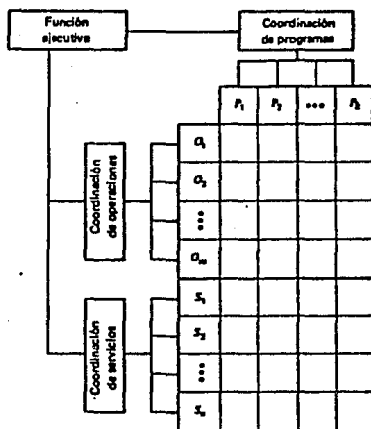 Función
ejecutiva
Coordinación
de programas
P₁ P₂ ••• Pₖ
Coordinación
de operaciones
O₁
O₂
•••
Oₘ
Coordinación
de servicios
S₁
S₂
•••
Sₙ